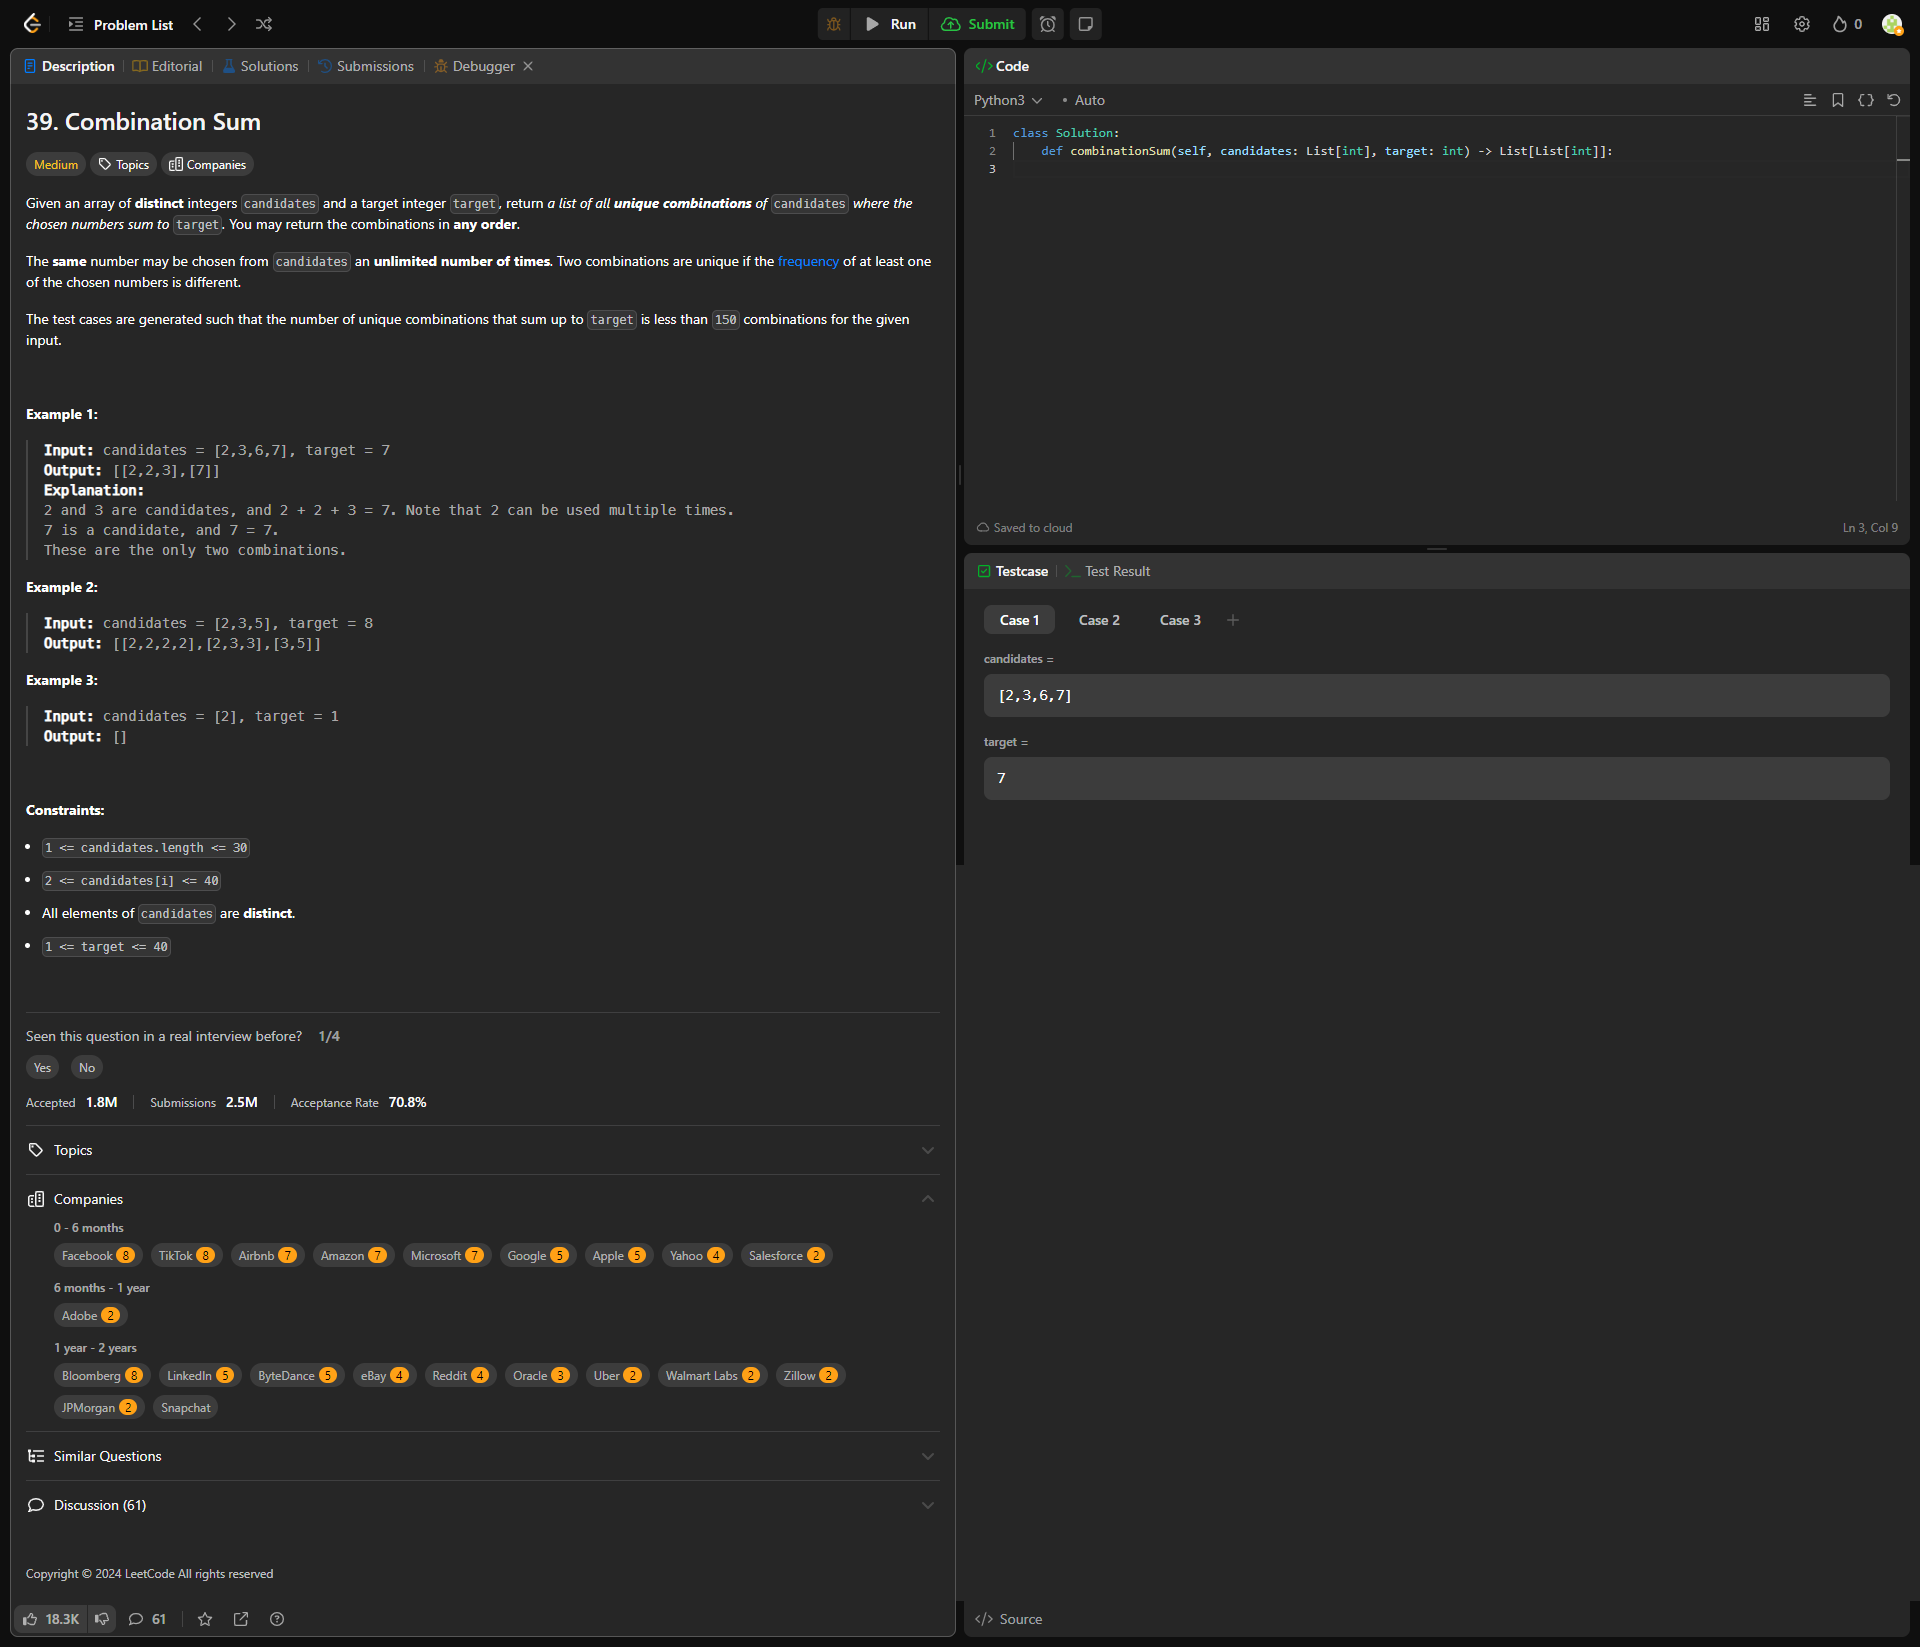 Problem List
Run
Submit
0
Description
Editorial
Solutions
Submissions
Debugger
39. Combination Sum
Medium
Topics
Companies
Given an array of distinct integers candidates and a target integer target, return a list of all unique combinations of candidates where the
chosen numbers sum to target. You may return the combinations in any order.
The same number may be chosen from candidates an unlimited number of times. Two combinations are unique if the frequency of at least one
of the chosen numbers is different.
The test cases are generated such that the number of unique combinations that sum up to target is less than 150 combinations for the given
input.
Example 1:
Input: candidates = [2,3,6,7], target = 7
Output: [[2,2,3],[7]]
Explanation:
2 and 3 are candidates, and 2 + 2 + 3 = 7. Note that 2 can be used multiple times.
7 is a candidate, and 7 = 7.
These are the only two combinations.
Example 2:
Input: candidates = [2,3,5], target = 8
Output: [[2,2,2,2],[2,3,3],[3,5]]
Example 3:
Input: candidates = [2], target = 1
Output: []
Constraints:
1 <= candidates.length <= 30
2 <= candidates[i] <= 40
All elements of candidates are distinct.
1 <= target <= 40
Seen this question in a real interview before? 1/4
Yes No
Accepted 1.8M Submissions 2.5M Acceptance Rate 70.8%
Topics
Companies
0 - 6 months
Facebook 8 TikTok 8 Airbnb 7 Amazon 7 Microsoft 7 Google 5 Apple 5 Yahoo 4 Salesforce 2
6 months - 1 year
Adobe 2
1 year - 2 years
Bloomberg 8 LinkedIn 5 ByteDance 5 eBay 4 Reddit 4 Oracle 3 Uber 2 Walmart Labs 2 Zillow 2
JPMorgan 2 Snapchat
Similar Questions
Discussion (61)
Copyright © 2024 LeetCode All rights reserved
18.3K
61
</> Code
Python3
• Auto
1 class Solution:
2 def combinationSum(self, candidates: List[int], target: int) -> List[List[int]]:
3
Saved to cloud
Ln 3, Col 9
Testcase
>_ Test Result
Case 1 Case 2 Case 3 +
candidates =
[2,3,6,7]
target =
7
</> Source